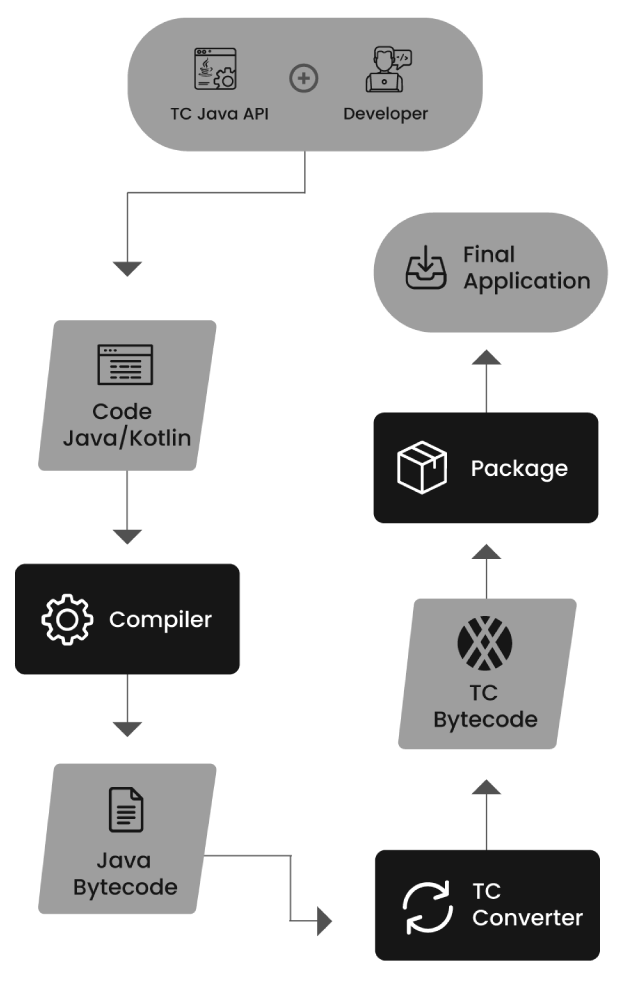 TC Java API
Developer
Code
Java/Kotlin
Compiler
Java
Bytecode
TC
Converter
TC
Bytecode
Package
Final
Application